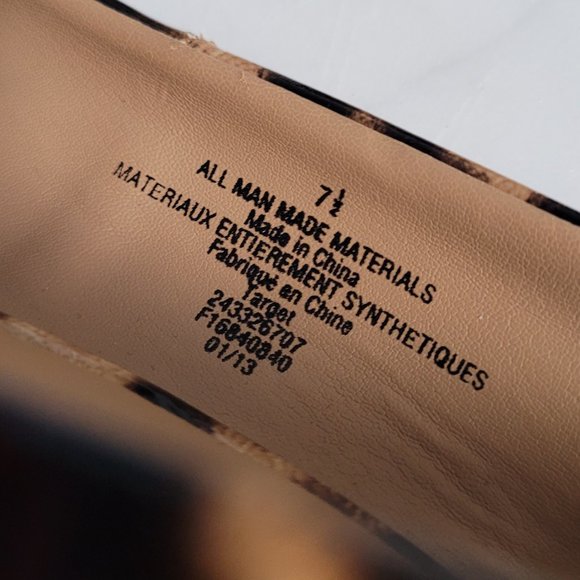 7½
ALL MAN MADE MATERIALS
Made in China
MATERIAUX ENTIEREMENT SYNTHETIQUES
Fabriqué en Chine
Target
243326707
F16840840
01/13